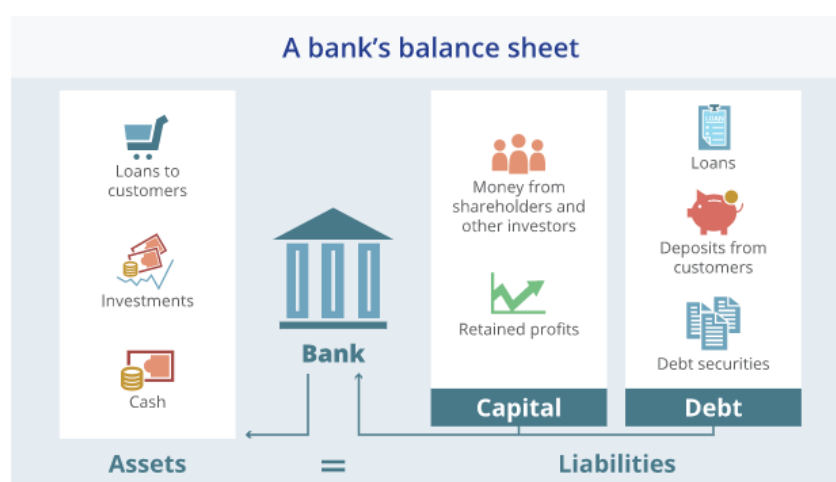 A bank's balance sheet
Loans to
customers
Investments
Cash
Bank
Money from
shareholders and
other investors
Retained profits
Capital
LOAN
Loans
Deposits from
customers
Debt securities
Debt
Assets
=
Liabilities